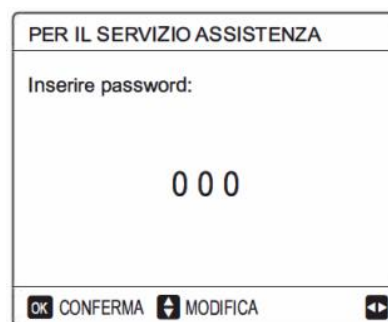 PER IL SERVIZIO ASSISTENZA
Inserire password:
0 0 0
OK CONFERMA MODIFICA